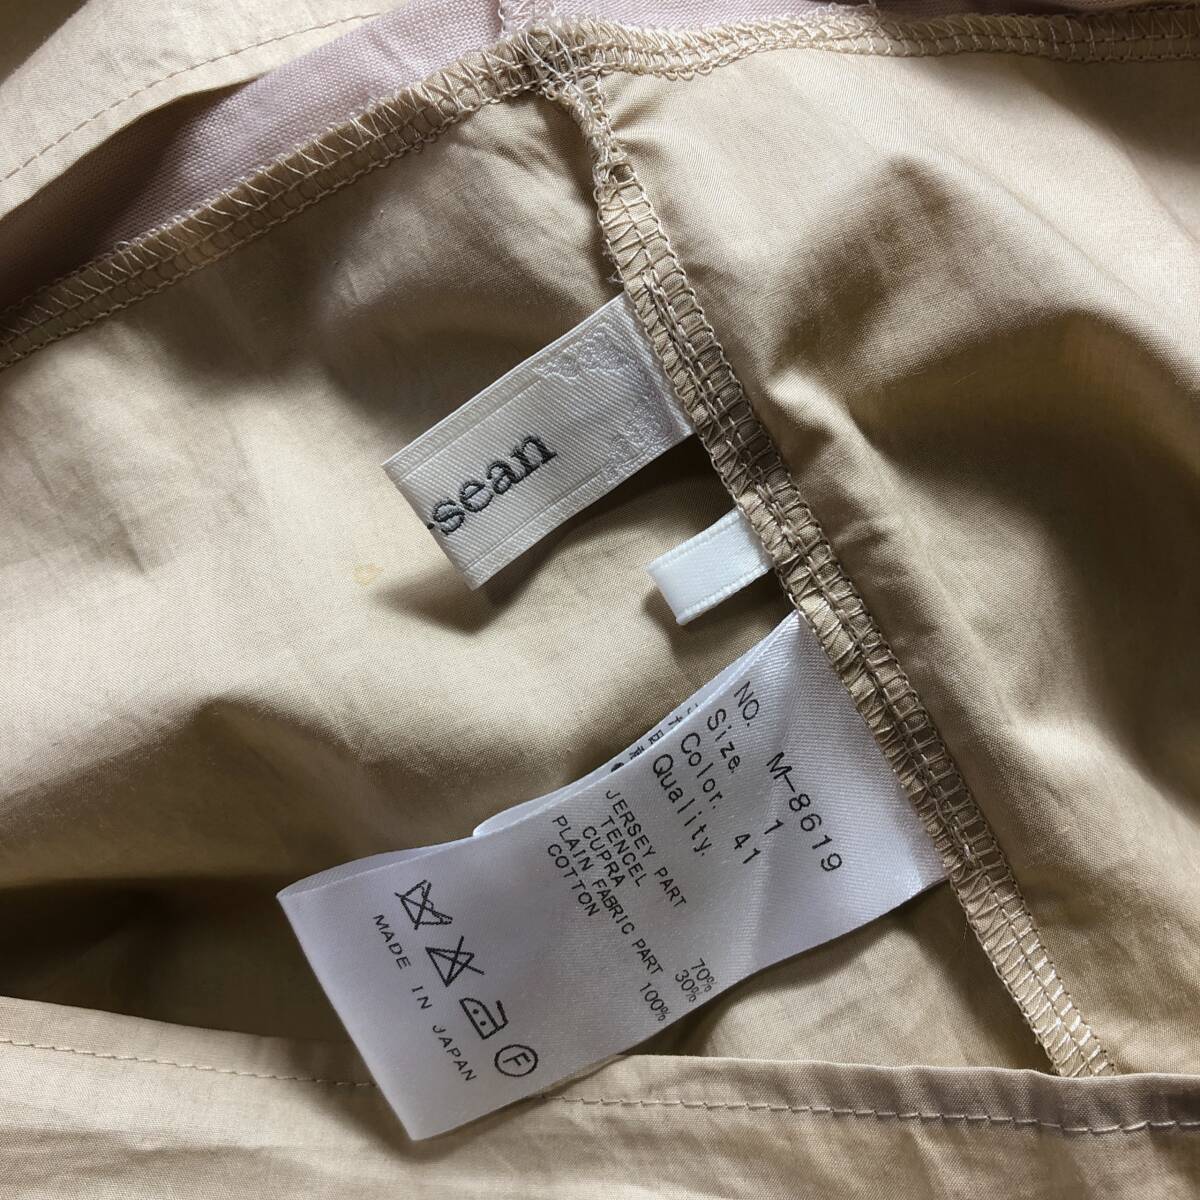 -sean
NO. M-8619
Size. 1
Color. 41
Quality.
JERSEY PART
TENCEL 70%
CUPRA 30%
PLAIN FABRIC PART
COTTON 100%
MADE IN JAPAN
F